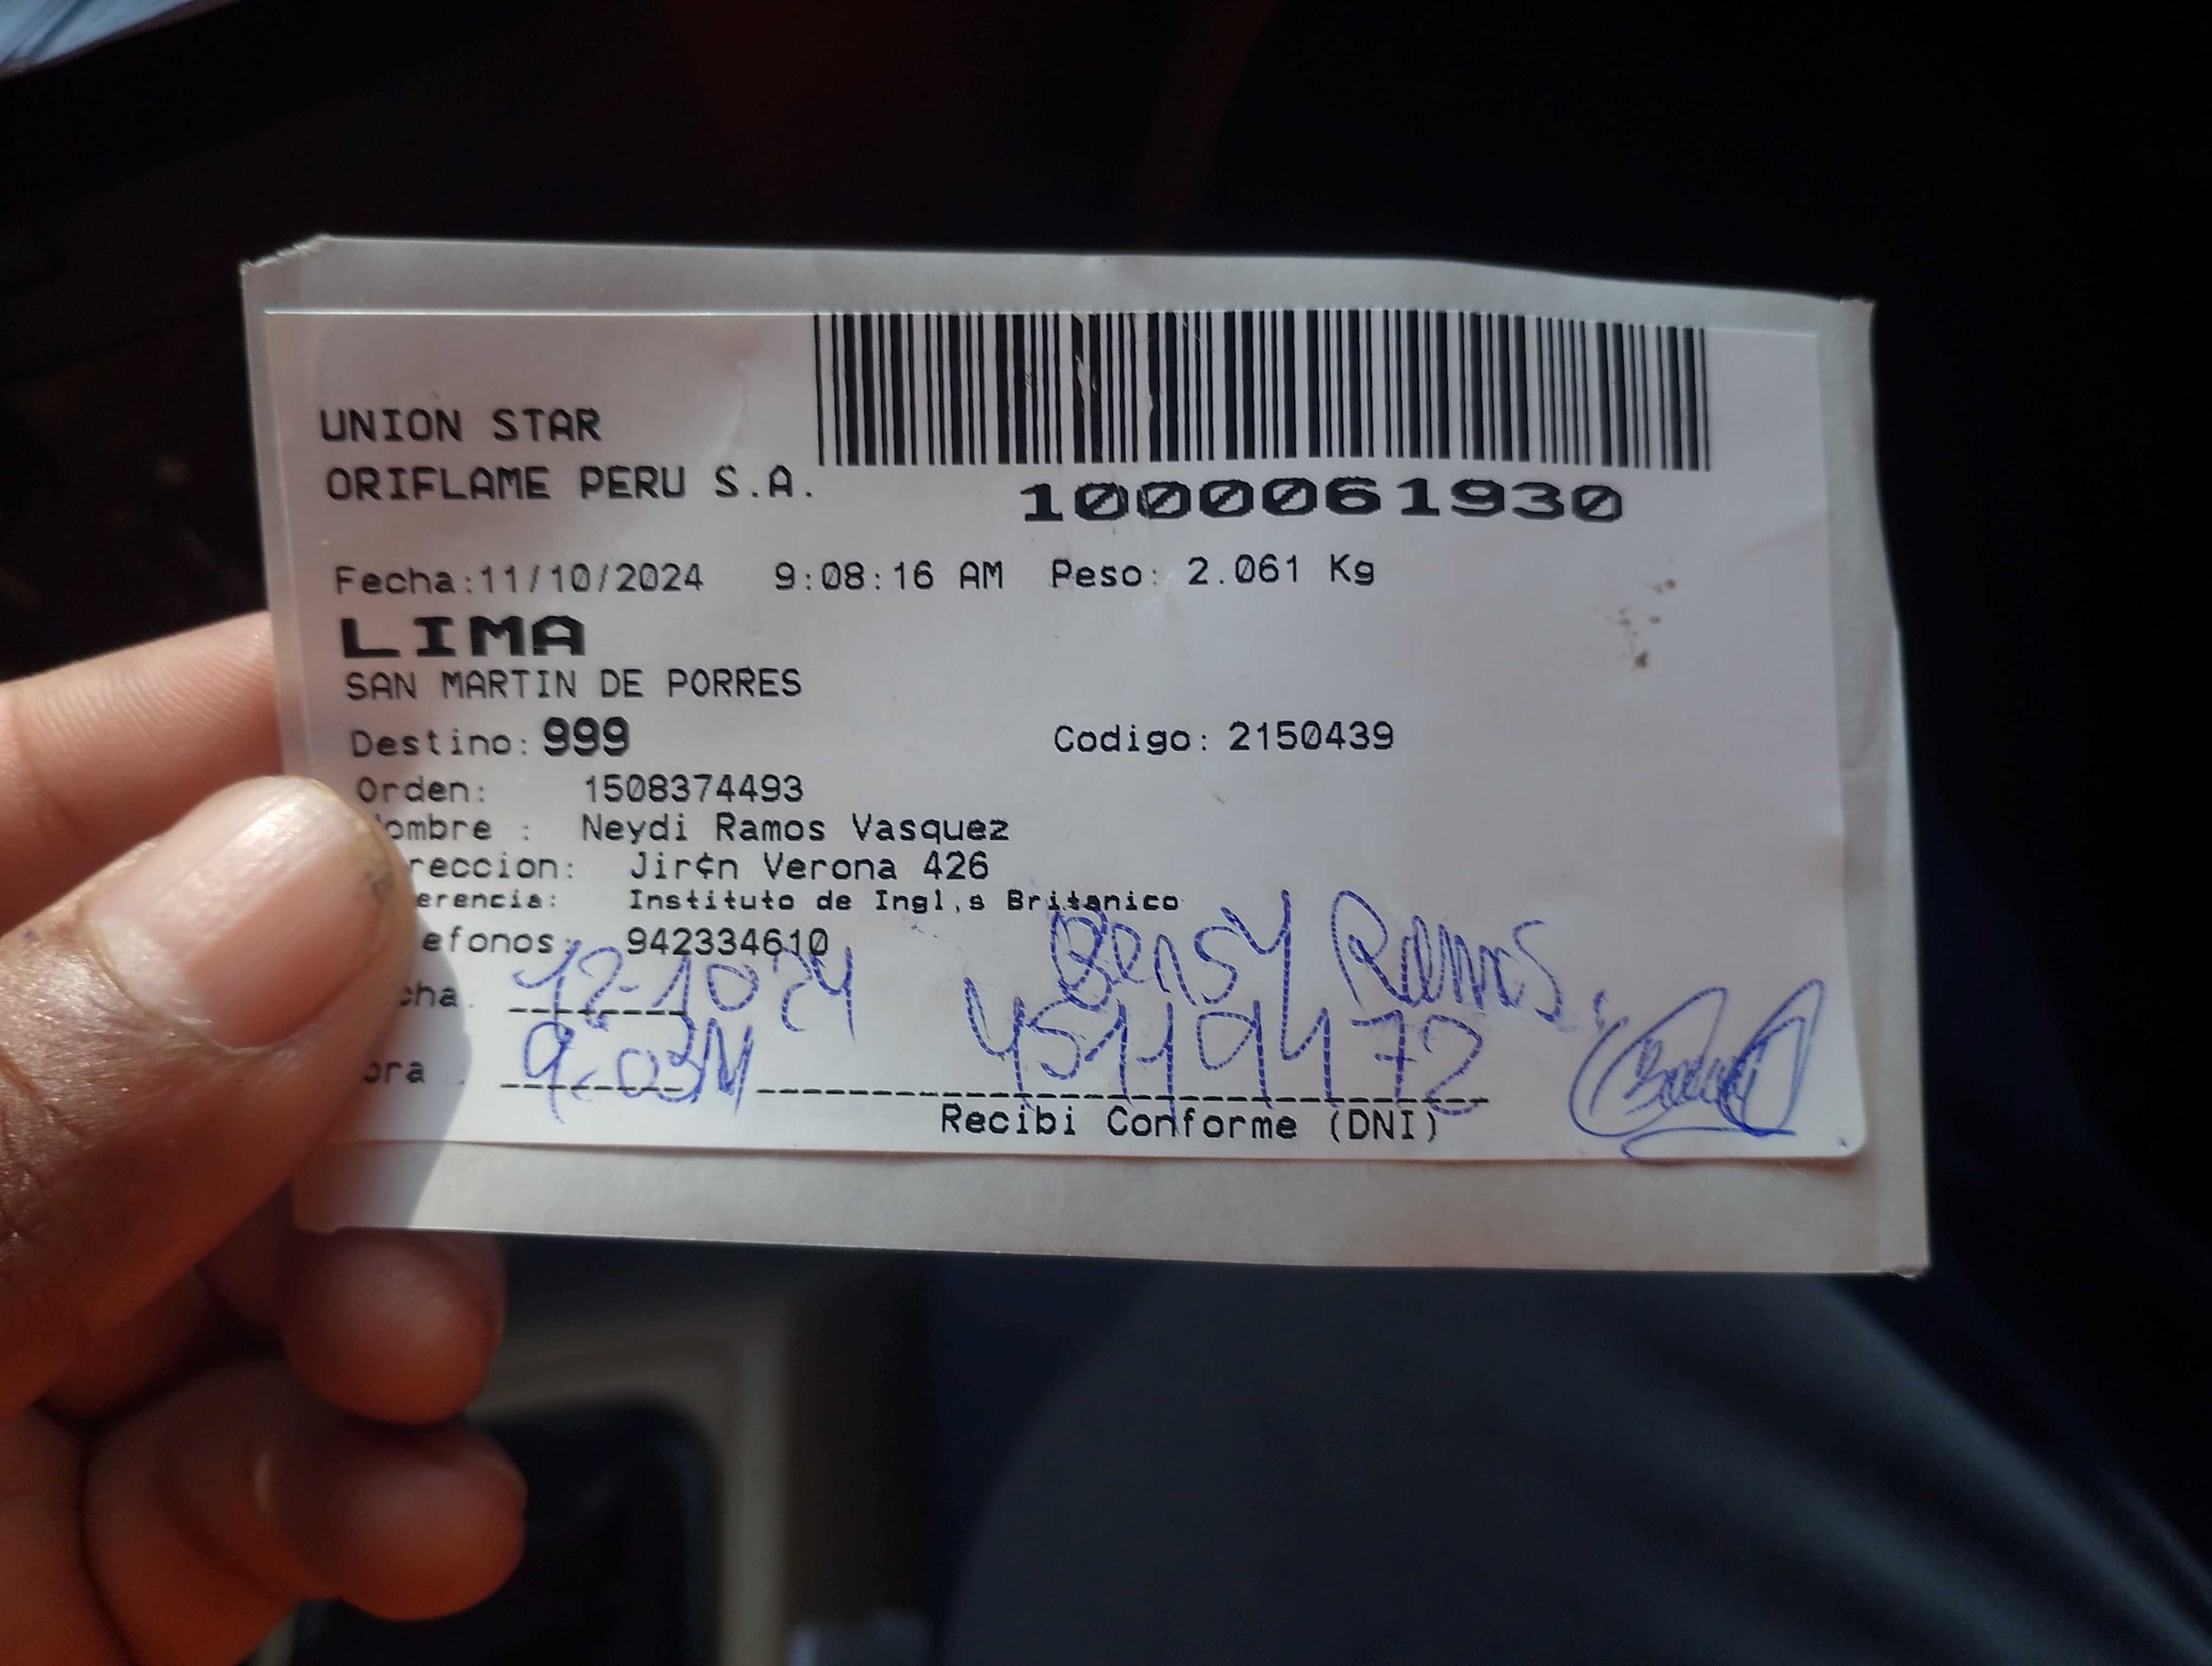 UNION STAR
ORIFLAME PERU S.A.
1000061930
Fecha:11/10/2024 9:08:16 AM Peso: 2.061 Kg
LIMA
SAN MARTIN DE PORRES
Destino: 999 Codigo: 2150439
Orden: 1508374493
ombre : Neydi Ramos Vasquez
reccion: Jir¢n Verona 426
erencia: Instituto de Ingl,s Britanico
efonos: 942334610
Bensy Ramos
cha. 12-10 24
ora . 45119472
Recibi Conforme (DNI)